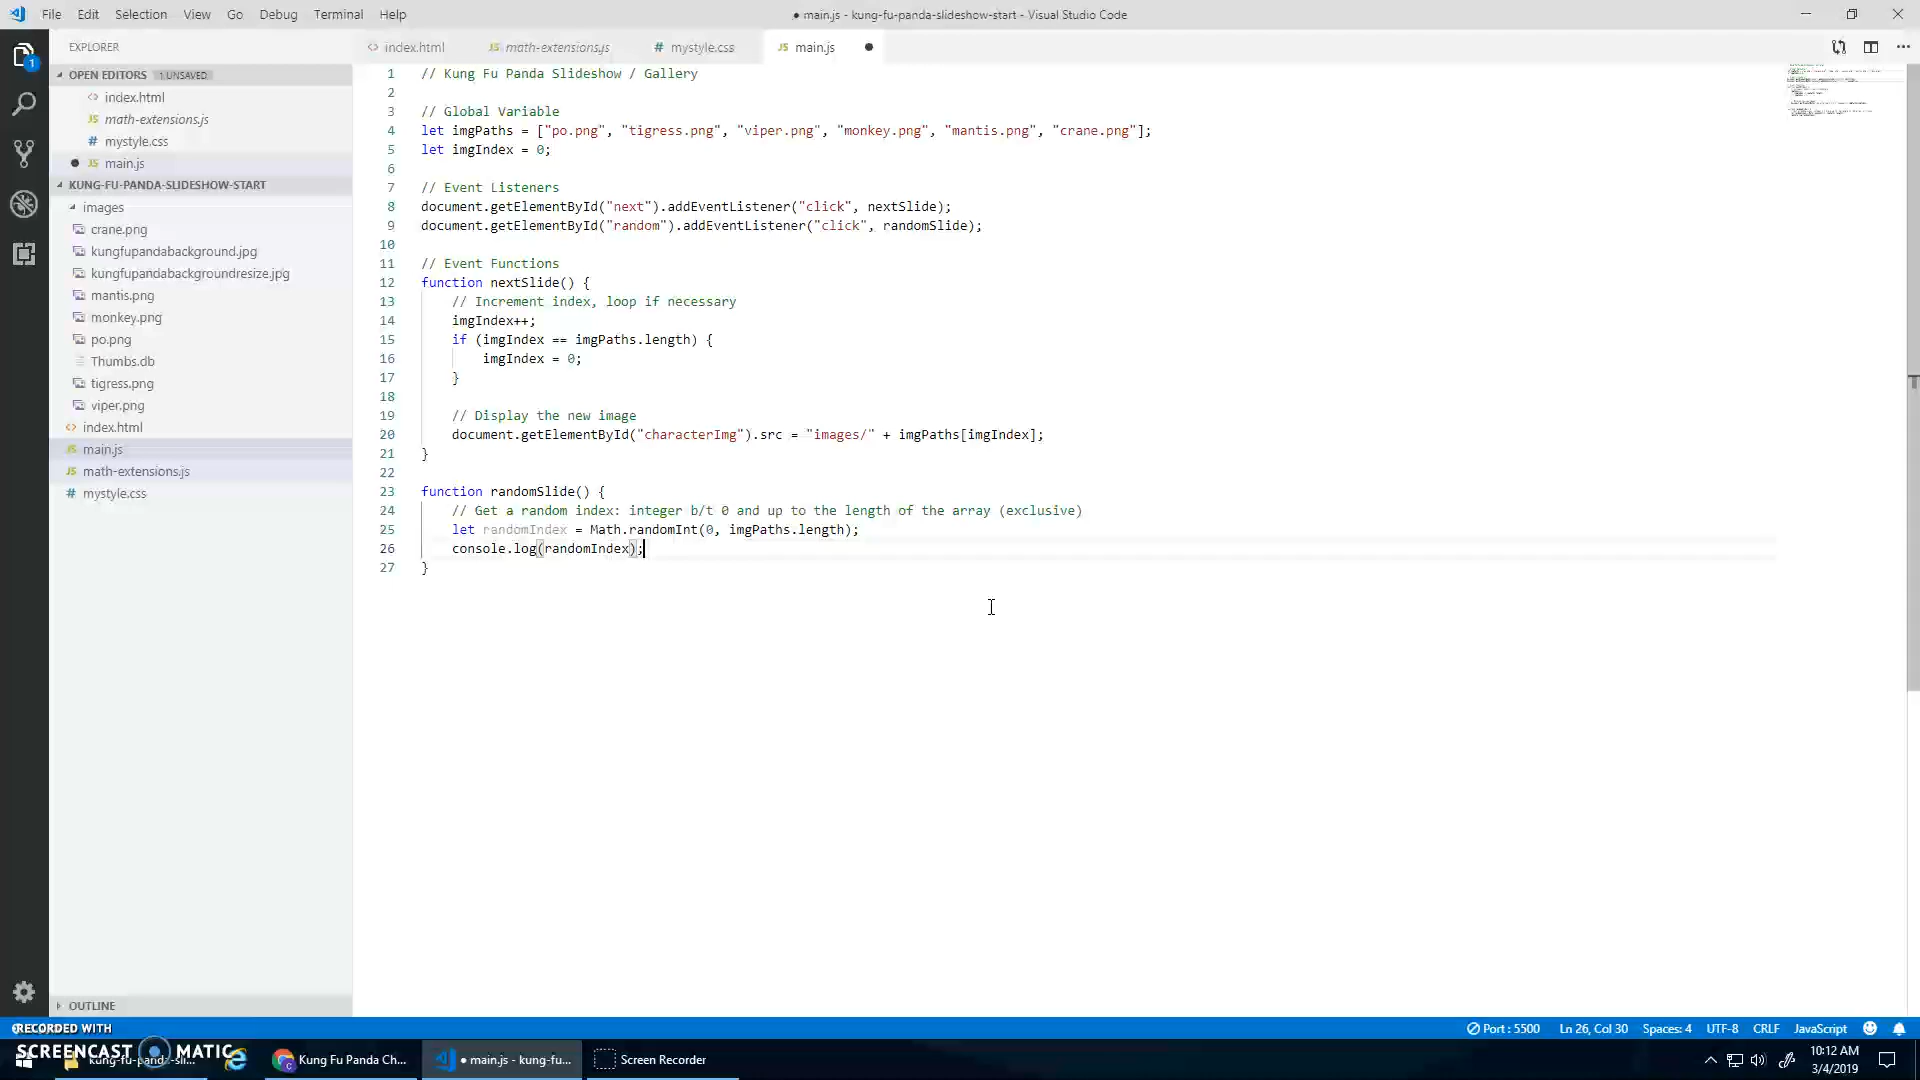 File Edit Selection View Go Debug Terminal Help
● main.js - kung-fu-panda-slideshow-start - Visual Studio Code
EXPLORER
OPEN EDITORS 1 UNSAVED
index.html
math-extensions.js
mystyle.css
main.js
KUNG-FU-PANDA-SLIDESHOW-START
images
crane.png
kungfupandabackground.jpg
kungfupandabackgroundresize.jpg
mantis.png
monkey.png
po.png
Thumbs.db
tigress.png
viper.png
index.html
main.js
math-extensions.js
mystyle.css
OUTLINE
index.html math-extensions.js mystyle.css main.js
1 // Kung Fu Panda Slideshow / Gallery
2
3 // Global Variable
4 let imgPaths = ["po.png", "tigress.png", "viper.png", "monkey.png", "mantis.png", "crane.png"];
5 let imgIndex = 0;
6
7 // Event Listeners
8 document.getElementById("next").addEventListener("click", nextSlide);
9 document.getElementById("random").addEventListener("click", randomSlide);
10
11 // Event Functions
12 function nextSlide() {
13 // Increment index, loop if necessary
14 imgIndex++;
15 if (imgIndex == imgPaths.length) {
16 imgIndex = 0;
17 }
18
19 // Display the new image
20 document.getElementById("characterImg").src = "images/" + imgPaths[imgIndex];
21 }
22
23 function randomSlide() {
24 // Get a random index: integer b/t 0 and up to the length of the array (exclusive)
25 let randomIndex = Math.randomInt(0, imgPaths.length);
26 console.log(randomIndex);
27 }
RECORDED WITH
SCREENCAST MATIC
Port : 5500 Ln 26, Col 30 Spaces: 4 UTF-8 CRLF JavaScript
kung-fu-panda-sli... Kung Fu Panda Ch... ● main.js - kung-fu... Screen Recorder
10:12 AM
3/4/2019